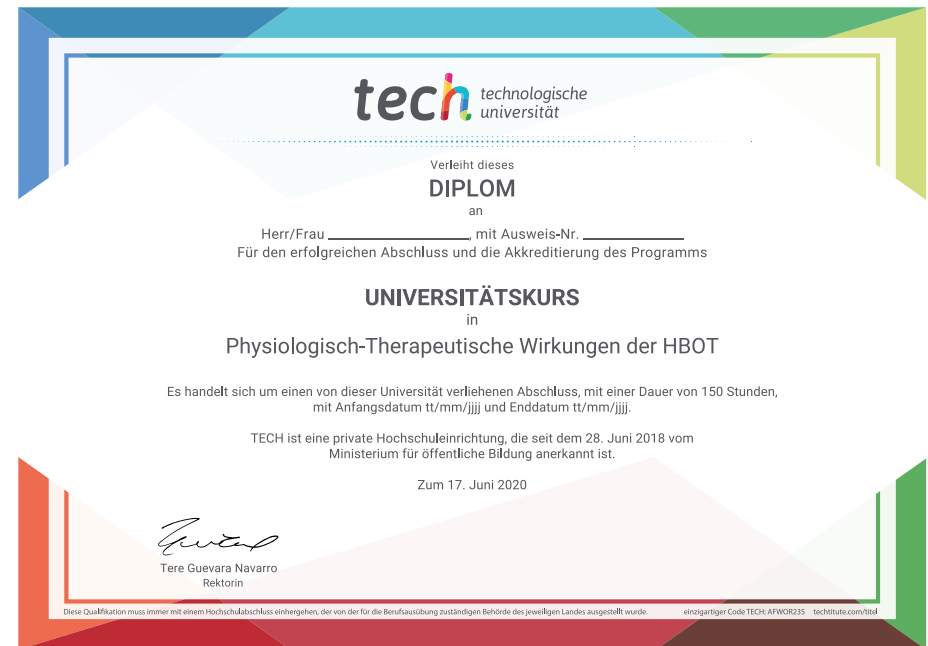 tech technologische
universität
Verleiht dieses
DIPLOM
an
Herr/Frau ____________________, mit Ausweis-Nr. ______________
Für den erfolgreichen Abschluss und die Akkreditierung des Programms
UNIVERSITÄTSKURS
in
Physiologisch-Therapeutische Wirkungen der HBOT
Es handelt sich um einen von dieser Universität verliehenen Abschluss, mit einer Dauer von 150 Stunden,
mit Anfangsdatum tt/mm/jjjj und Enddatum tt/mm/jjjj.
TECH ist eine private Hochschuleinrichtung, die seit dem 28. Juni 2018 vom
Ministerium für öffentliche Bildung anerkannt ist.
Zum 17. Juni 2020
Tere Guevara Navarro
Rektorin
Diese Qualifikation muss immer mit einem Hochschulabschluss einhergehen, der von der für die Berufsausübung zuständigen Behörde des jeweiligen Landes ausgestellt wurde. einzigartiger Code TECH: AFWOR235 techtitute.com/titel